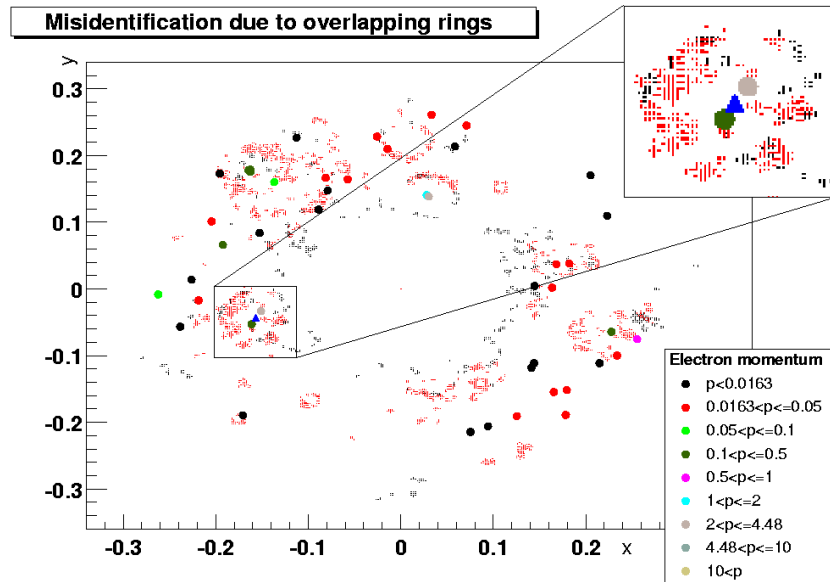 Misidentification due to overlapping rings
y
0.3
0.2
0.1
0
-0.1
-0.2
-0.3
-0.3 -0.2 -0.1 0 0.1 0.2 x
Electron momentum
p<0.0163
0.0163<p<=0.05
0.05<p<=0.1
0.1<p<=0.5
0.5<p<=1
1<p<=2
2<p<=4.48
4.48<p<=10
10<p